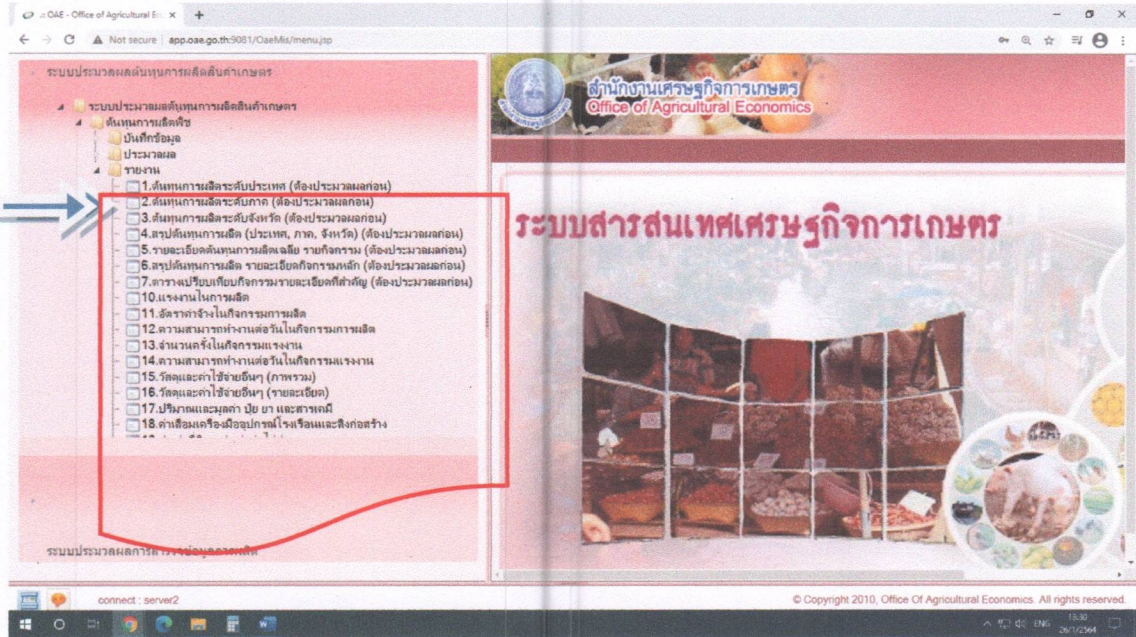 :: OAE - Office of Agricultural Ec
Not secure | app.oae.go.th:9081/OaeMis/menu.jsp
ระบบประมวลผลต้นทุนการผลิตสินค้าเกษตร
ระบบประมวลผลต้นทุนการผลิตสินค้าเกษตร
ต้นทุนการผลิตพืช
บันทึกข้อมูล
ประมวลผล
รายงาน
1.ต้นทุนการผลิตระดับประเทศ (ต้องประมวลผลก่อน)
2.ต้นทุนการผลิตระดับภาค (ต้องประมวลผลก่อน)
3.ต้นทุนการผลิตระดับจังหวัด (ต้องประมวลผลก่อน)
4.สรุปต้นทุนการผลิต (ประเทศ, ภาค, จังหวัด) (ต้องประมวลผลก่อน)
5.รายละเอียดต้นทุนการผลิตเฉลี่ย รายกิจกรรม (ต้องประมวลผลก่อน)
6.สรุปต้นทุนการผลิต รายละเอียดกิจกรรมหลัก (ต้องประมวลผลก่อน)
7.ตารางเปรียบเทียบกิจกรรมรายละเอียดที่สำคัญ (ต้องประมวลผลก่อน)
10.แรงงานในการผลิต
11.อัตราค่าจ้างในกิจกรรมการผลิต
12.ความสามารถทำงานต่อวันในกิจกรรมการผลิต
13.จำนวนครั้งในกิจกรรมแรงงาน
14.ความสามารถทำงานต่อวันในกิจกรรมแรงงาน
15.วัสดุและค่าใช้จ่ายอื่นๆ (ภาพรวม)
16.วัสดุและค่าใช้จ่ายอื่นๆ (รายละเอียด)
17.ปริมาณและมูลค่า ปุ๋ย ยา และสารเคมี
18.ค่าเสื่อมเครื่องมืออุปกรณ์โรงเรือนและสิ่งก่อสร้าง
ระบบประมวลผลการสำรวจข้อมูลการผลิต
สำนักงานเศรษฐกิจการเกษตร
Office of Agricultural Economics
ระบบสารสนเทศเศรษฐกิจการเกษตร
connect : server2
© Copyright 2010, Office Of Agricultural Economics. All rights reserved.
ENG
13:30
26/1/2564